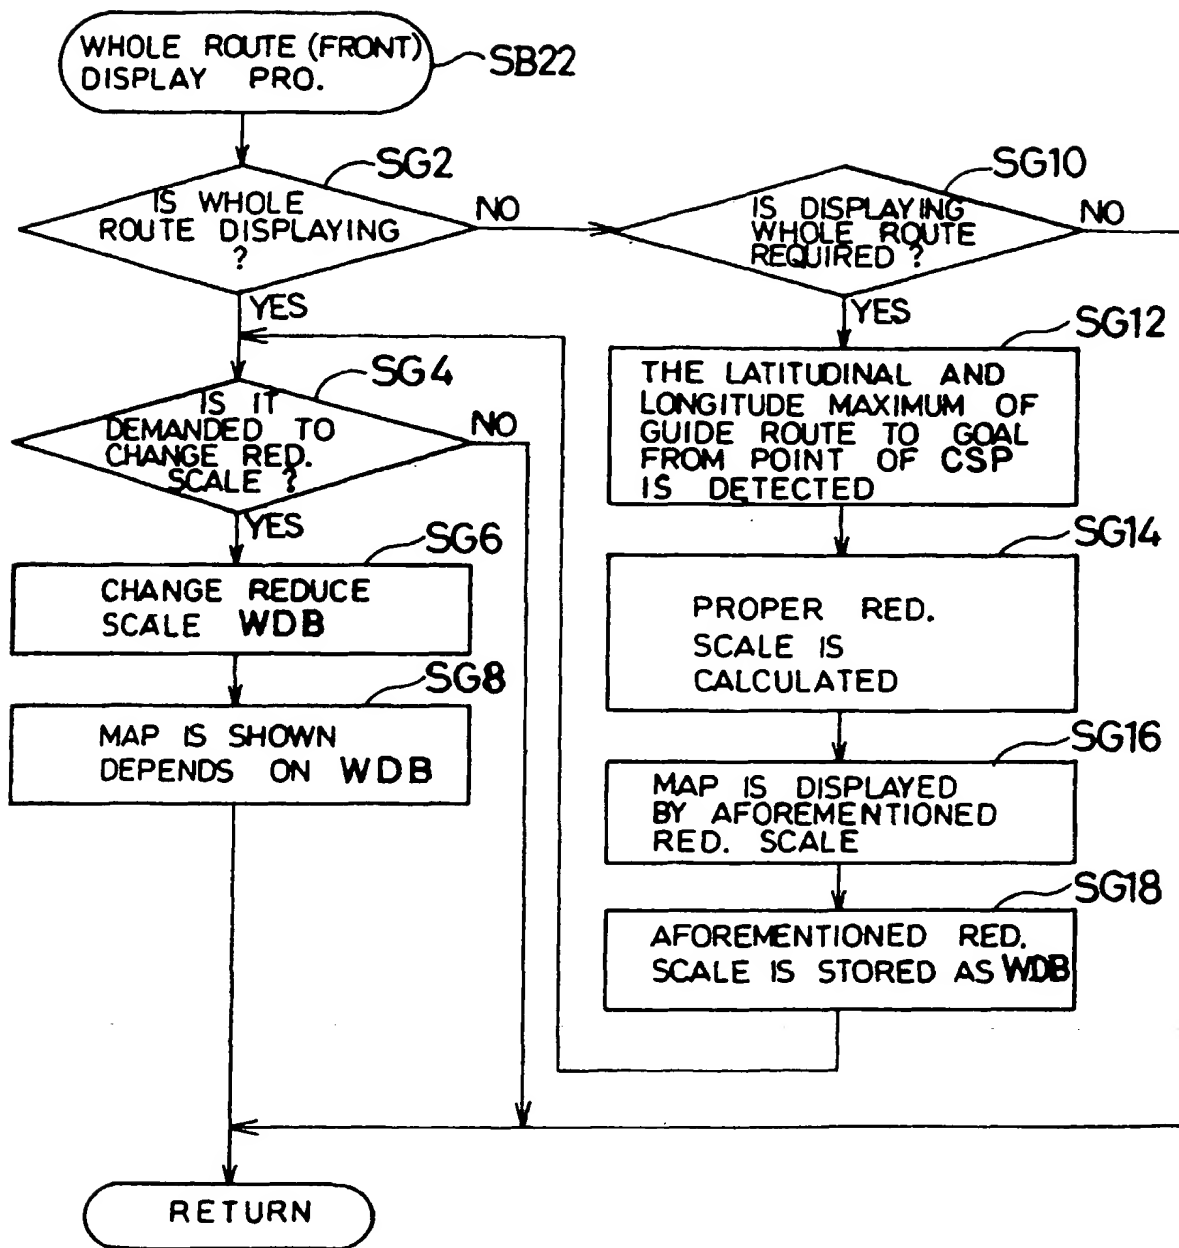 WHOLE ROUTE (FRONT)
DISPLAY PRO.
SB22
SG2
IS WHOLE
ROUTE DISPLAYING
?
NO
YES
SG10
IS DISPLAYING
WHOLE ROUTE
REQUIRED ?
NO
YES
SG4
IS IT
DEMANDED TO
CHANGE RED.
SCALE ?
NO
YES
SG6
CHANGE REDUCE
SCALE WDB
SG8
MAP IS SHOWN
DEPENDS ON WDB
SG12
THE LATITUDINAL AND
LONGITUDE MAXIMUM OF
GUIDE ROUTE TO GOAL
FROM POINT OF CSP
IS DETECTED
SG14
PROPER RED.
SCALE IS
CALCULATED
SG16
MAP IS DISPLAYED
BY AFOREMENTIONED
RED. SCALE
SG18
AFOREMENTIONED RED.
SCALE IS STORED AS WDB
RETURN